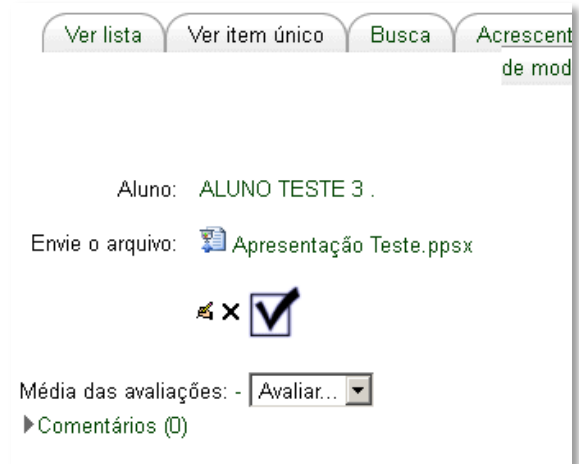 Ver lista Ver item único Busca Acrescent
de mod
Aluno: ALUNO TESTE 3 .
Envie o arquivo: Apresentação Teste.ppsx
Média das avaliações: - Avaliar...
Comentários (0)